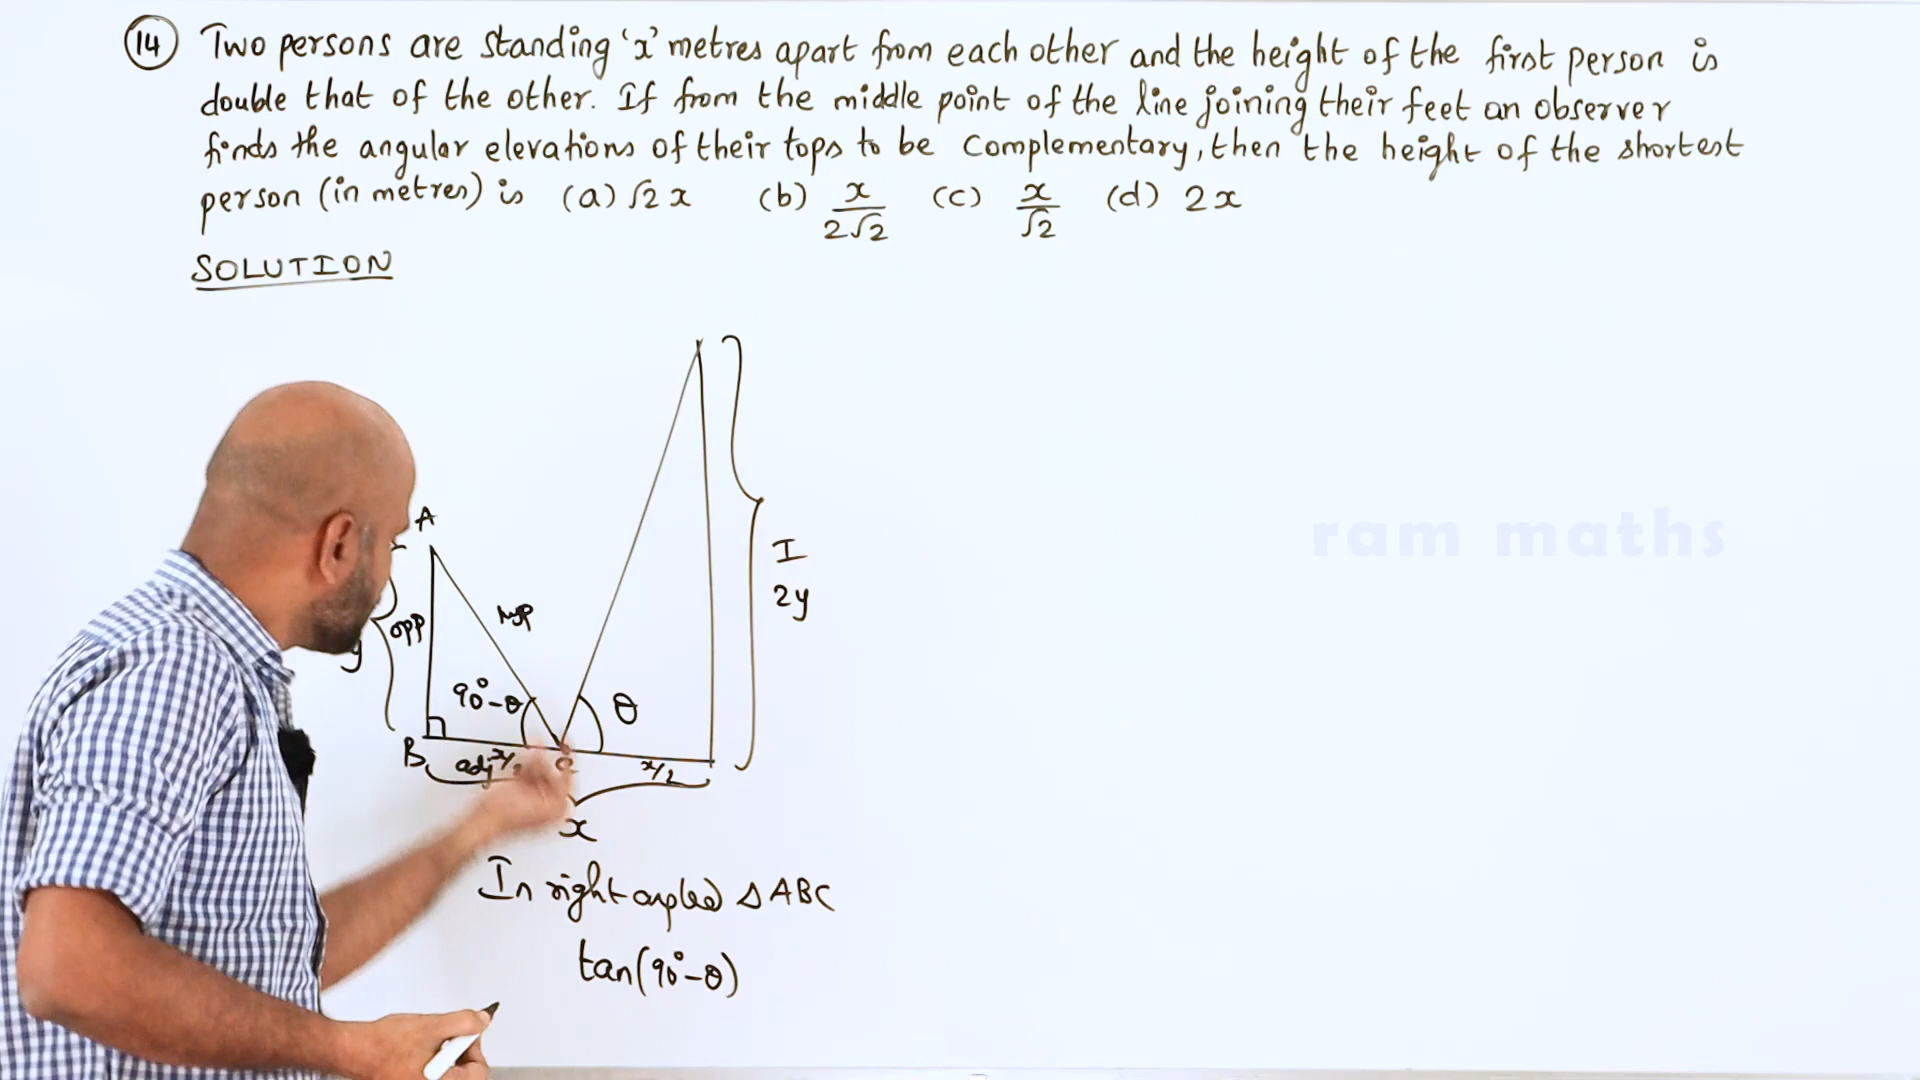 14 Two persons are standing 'x' metres apart from each other and the height of the first person is
double that of the other. If from the middle point of the line joining their feet an observer
finds the angular elevations of their tops to be complementary, then the height of the shortest
person (in metres) is (a) √2 x (b) x/2√2 (c) x/√2 (d) 2x
SOLUTION
A
opp
hyp
y
I
2y
90°-θ
θ
B
adj
x/2
x
In right angled △ABC
tan(90°-θ)
ram maths